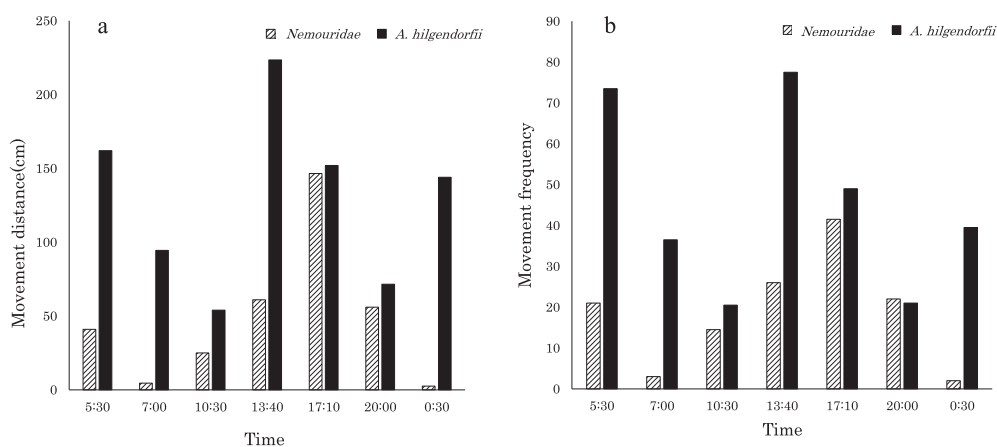 a
Nemouridae A. hilgendorfii
Movement distance(cm)
250
200
150
100
50
0
5:30 7:00 10:30 13:40 17:10 20:00 0:30
Time
b
Nemouridae A. hilgendorfii
Movement frequency
90
80
70
60
50
40
30
20
10
0
5:30 7:00 10:30 13:40 17:10 20:00 0:30
Time